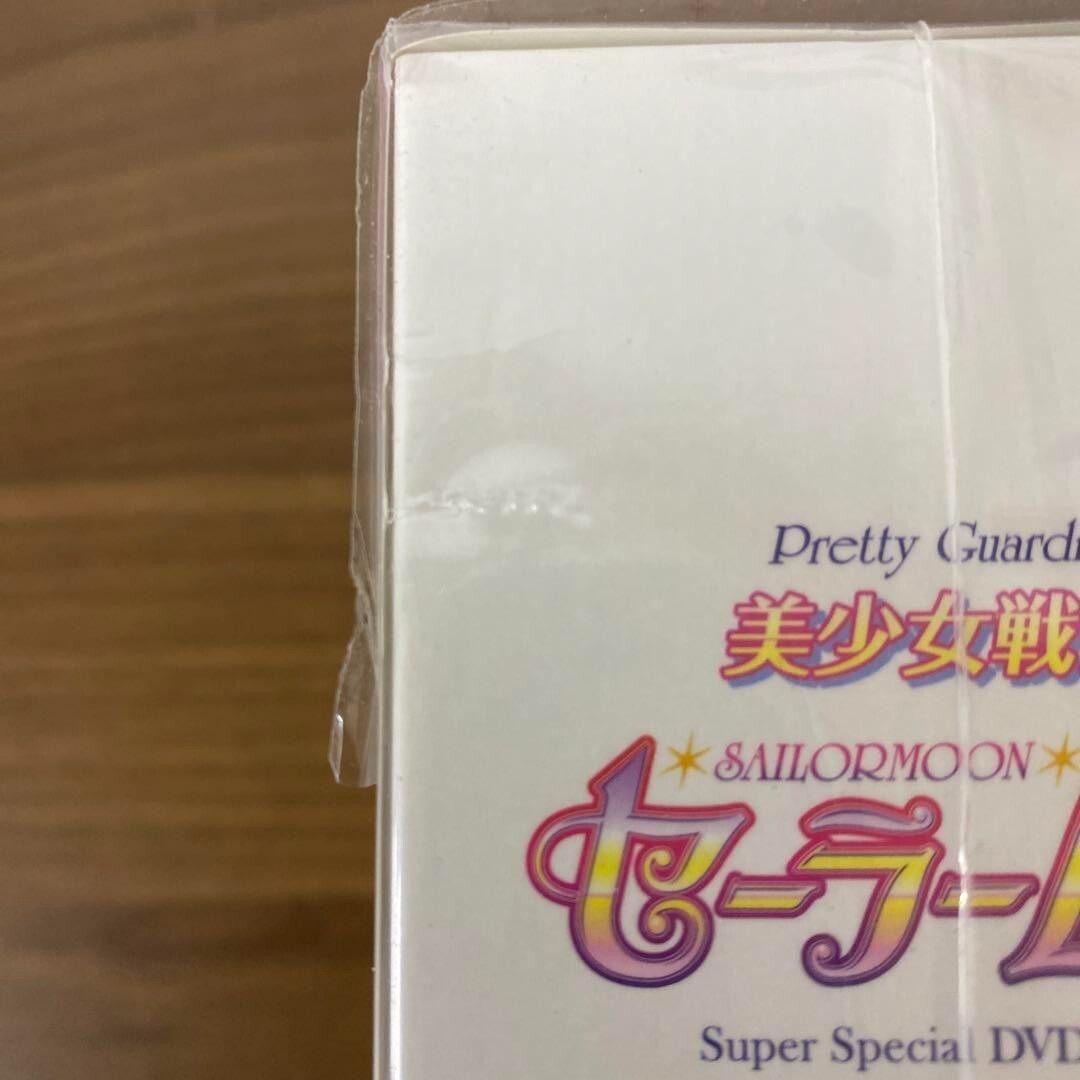 Pretty Guard
美少女戦
SAILORMOON
セーラー
Super Special DVD